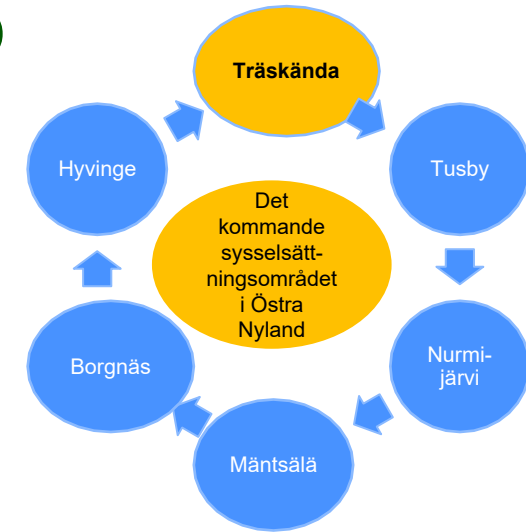 Träskända
Tusby
Nurmi-
järvi
Mäntsälä
Borgnäs
Hyvinge
Det
kommande
sysselsätt-
ningsområdet
i Östra
Nyland